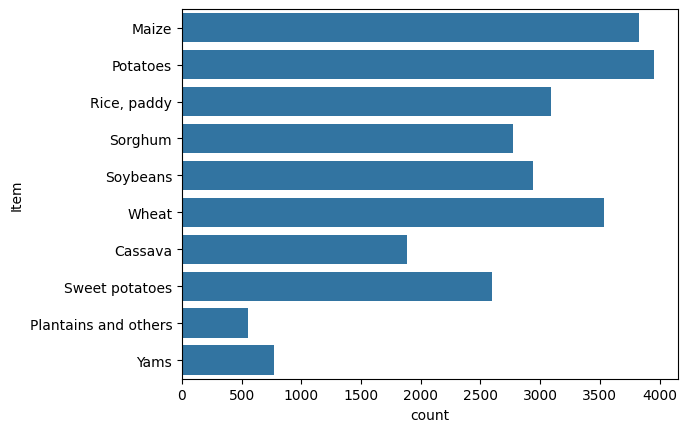 Maize
Potatoes
Rice, paddy
Sorghum
Soybeans
Wheat
Cassava
Sweet potatoes
Plantains and others
Yams
Item
0 500 1000 1500 2000 2500 3000 3500 4000
count